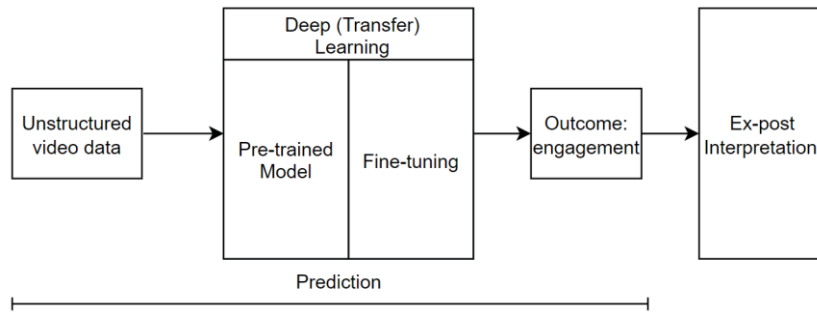 Deep (Transfer)
Learning
Unstructured
video data
Pre-trained
Model
Fine-tuning
Outcome:
engagement
Ex-post
Interpretation
Prediction